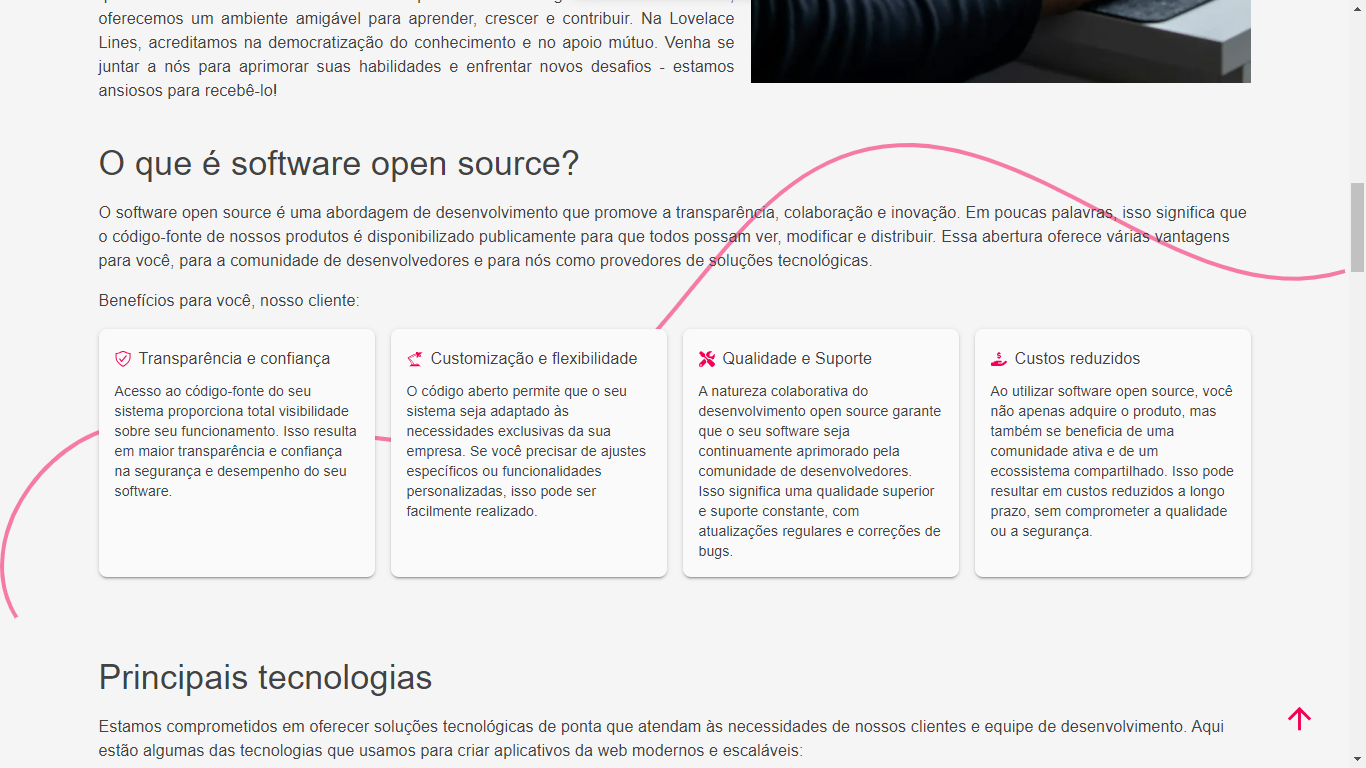 oferecemos um ambiente amigável para aprender, crescer e contribuir. Na Lovelace
Lines, acreditamos na democratização do conhecimento e no apoio mútuo. Venha se
juntar a nós para aprimorar suas habilidades e enfrentar novos desafios - estamos
ansiosos para recebê-lo!
O que é software open source?
O software open source é uma abordagem de desenvolvimento que promove a transparência, colaboração e inovação. Em poucas palavras, isso significa que
o código-fonte de nossos produtos é disponibilizado publicamente para que todos possam ver, modificar e distribuir. Essa abertura oferece várias vantagens
para você, para a comunidade de desenvolvedores e para nós como provedores de soluções tecnológicas.
Benefícios para você, nosso cliente:
Transparência e confiança
Acesso ao código-fonte do seu
sistema proporciona total visibilidade
sobre seu funcionamento. Isso resulta
em maior transparência e confiança
na segurança e desempenho do seu
software.
Customização e flexibilidade
O código aberto permite que o seu
sistema seja adaptado às
necessidades exclusivas da sua
empresa. Se você precisar de ajustes
específicos ou funcionalidades
personalizadas, isso pode ser
facilmente realizado.
Qualidade e Suporte
A natureza colaborativa do
desenvolvimento open source garante
que o seu software seja
continuamente aprimorado pela
comunidade de desenvolvedores.
Isso significa uma qualidade superior
e suporte constante, com
atualizações regulares e correções de
bugs.
Custos reduzidos
Ao utilizar software open source, você
não apenas adquire o produto, mas
também se beneficia de uma
comunidade ativa e de um
ecossistema compartilhado. Isso pode
resultar em custos reduzidos a longo
prazo, sem comprometer a qualidade
ou a segurança.
Principais tecnologias
Estamos comprometidos em oferecer soluções tecnológicas de ponta que atendam às necessidades de nossos clientes e equipe de desenvolvimento. Aqui
estão algumas das tecnologias que usamos para criar aplicativos da web modernos e escaláveis: